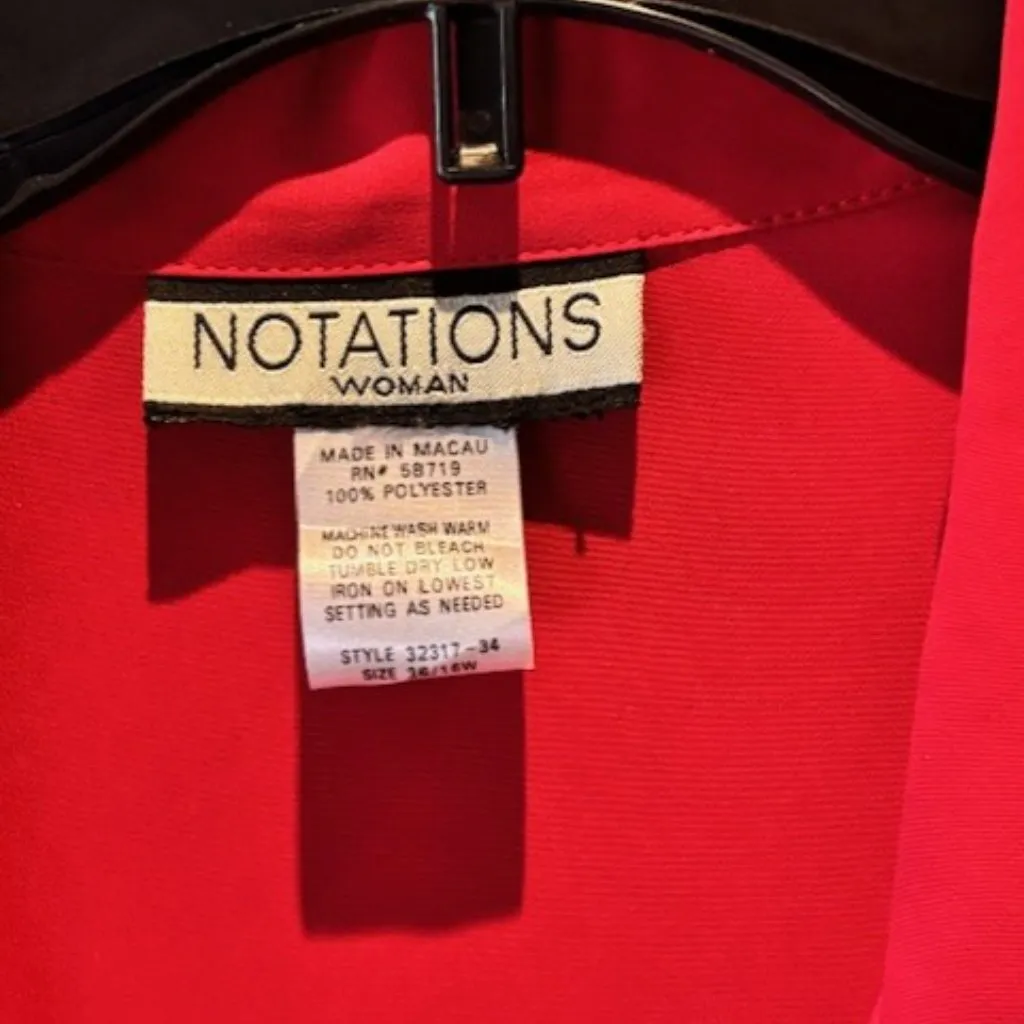 NOTATIONS
WOMAN
MADE IN MACAU
RN# 58719
100% POLYESTER
MACHINE WASH WARM
DO NOT BLEACH
TUMBLE DRY LOW
IRON ON LOWEST
SETTING AS NEEDED
STYLE 32317-34
SIZE